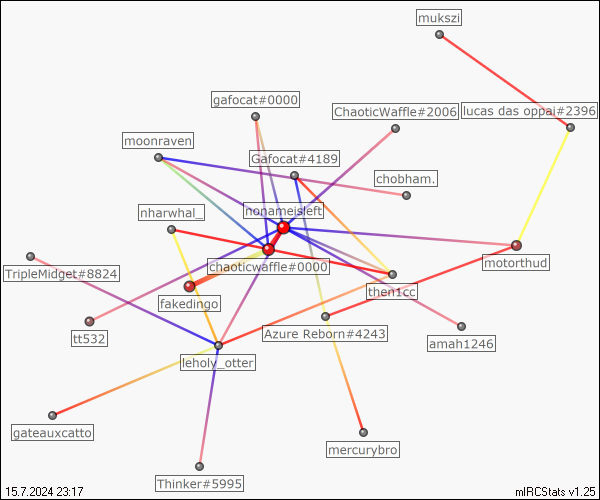 mukszi
gafocat#0000
ChaoticWaffle#2006
lucas das oppai#2396
moonraven
Gafocat#4189
chobham.
nharwhal_
nonameisleft
TripleMidget#8824
chaoticwaffle#0000
motorthud
then1cc
fakedingo
tt532
Azure Reborn#4243
amah1246
leholy_otter
gateauxcatto
mercurybro
Thinker#5995
15.7.2024 23:17
mIRCStats v1.25